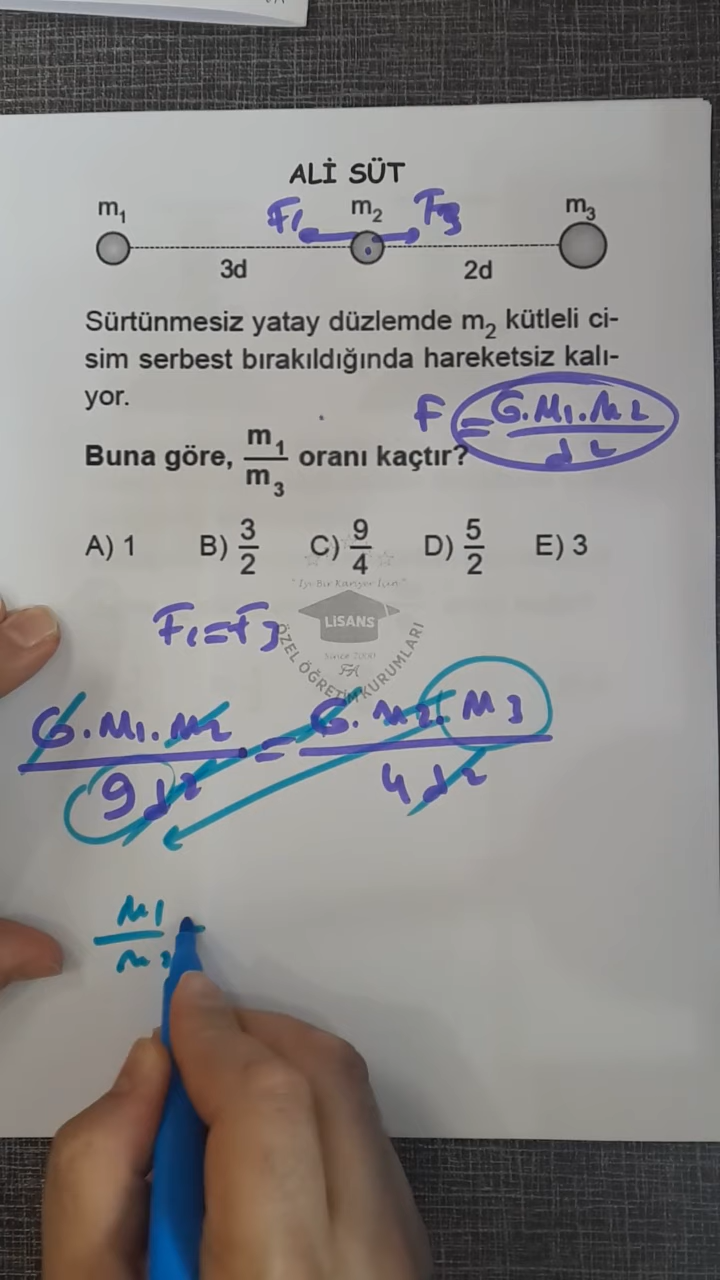 ALİ SÜT
m₁ F₁ m₂ F₃ m₃
3d 2d
Sürtünmesiz yatay düzlemde m₂ kütleli ci-
sim serbest bırakıldığında hareketsiz kalı-
yor.
F = G.M₁.M₂ / d²
Buna göre, m₁/m₃ oranı kaçtır?
A) 1 B) 3/2 C) 9/4 D) 5/2 E) 3
"İyi Bir Kariyer İçin"
LİSANS
Since 2000
ÖZEL ÖĞRETİM KURUMLARI
F₁=F₃
G.M₁.M₂ / 9d² = G.M₂.M₃ / 4d²
M₁